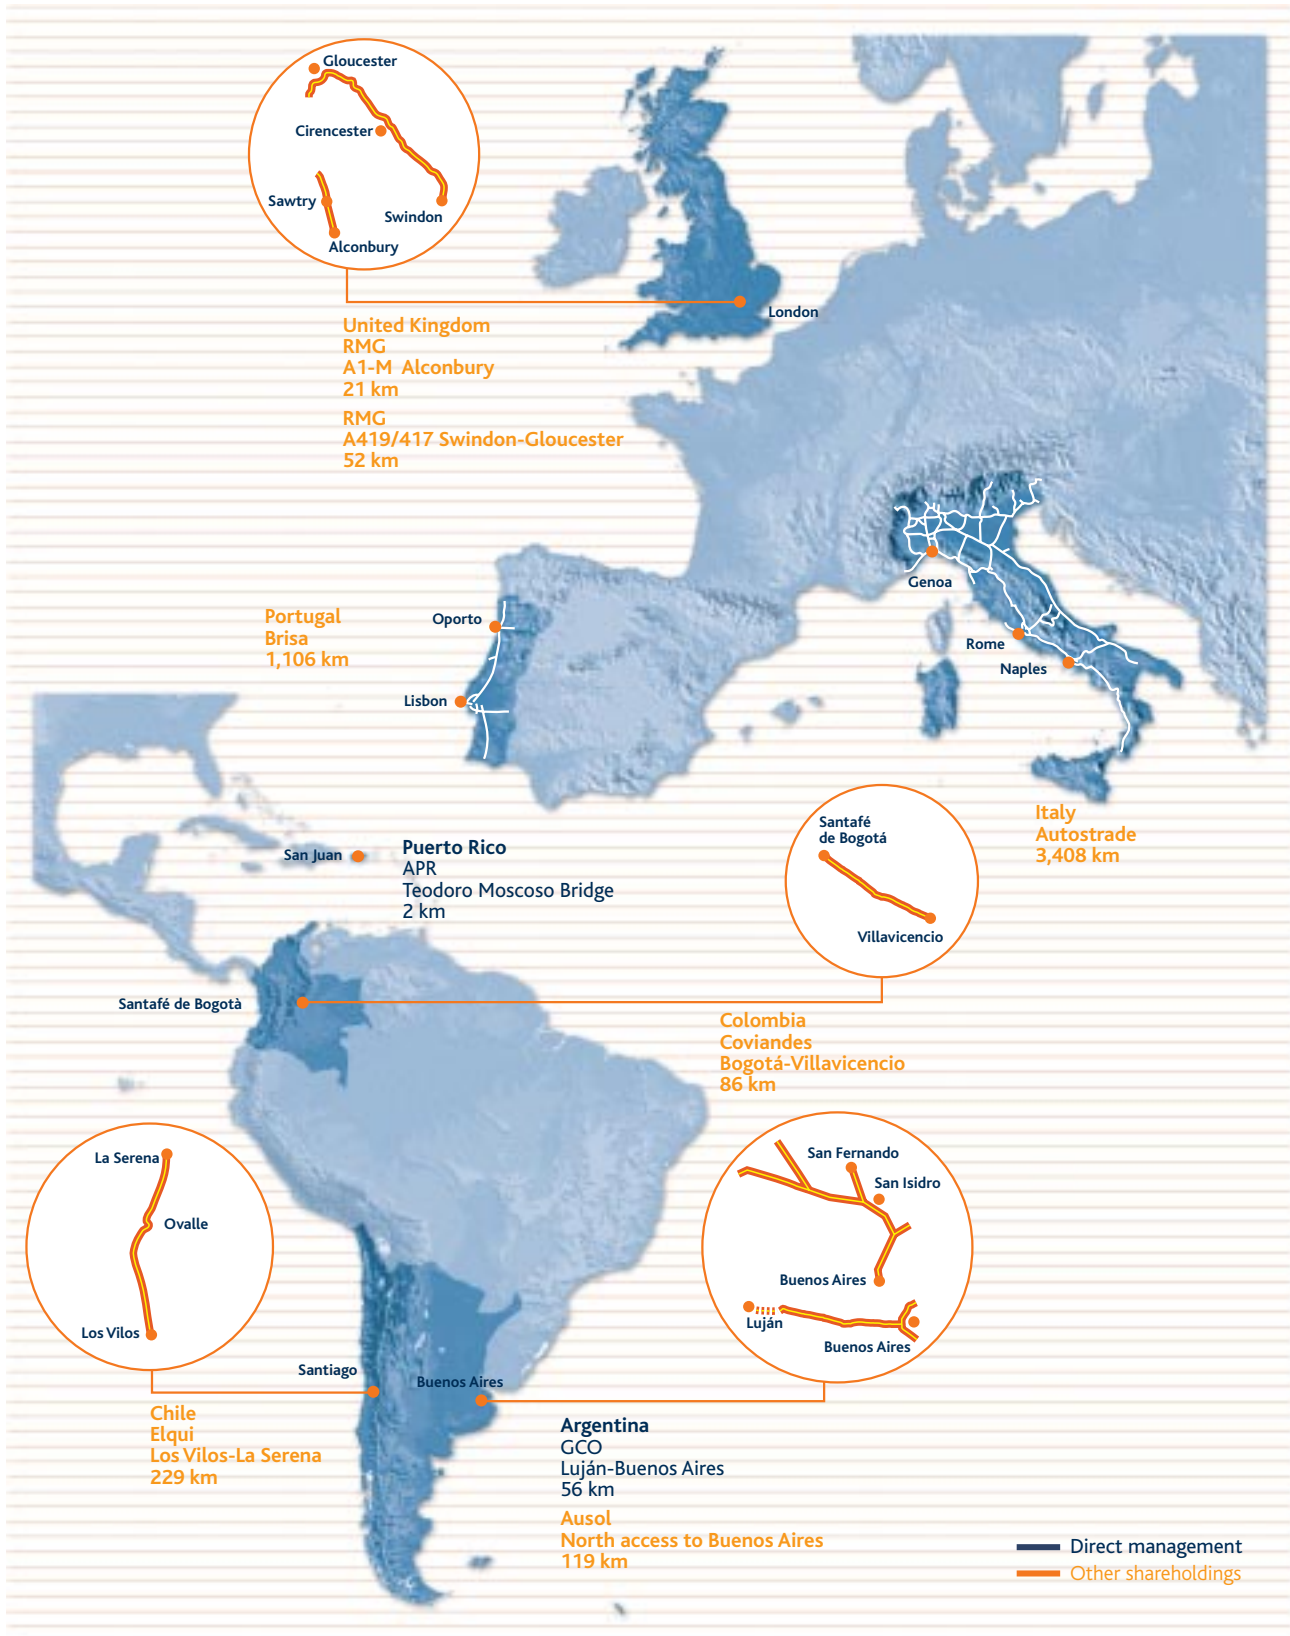 Gloucester
Cirencester
Sawtry
Swindon
Alconbury
London
United Kingdom
RMG
A1-M Alconbury
21 km
RMG
A419/417 Swindon-Gloucester
52 km
Genoa
Rome
Naples
Portugal
Brisa
1,106 km
Oporto
Lisbon
Italy
Autostrade
3,408 km
San Juan
Puerto Rico
APR
Teodoro Moscoso Bridge
2 km
Santafé
de Bogotá
Villavicencio
Santafé de Bogotà
Colombia
Coviandes
Bogotá-Villavicencio
86 km
La Serena
Ovalle
Los Vilos
San Fernando
San Isidro
Buenos Aires
Luján
Buenos Aires
Santiago
Buenos Aires
Chile
Elqui
Los Vilos-La Serena
229 km
Argentina
GCO
Luján-Buenos Aires
56 km
Ausol
North access to Buenos Aires
119 km
Direct management
Other shareholdings